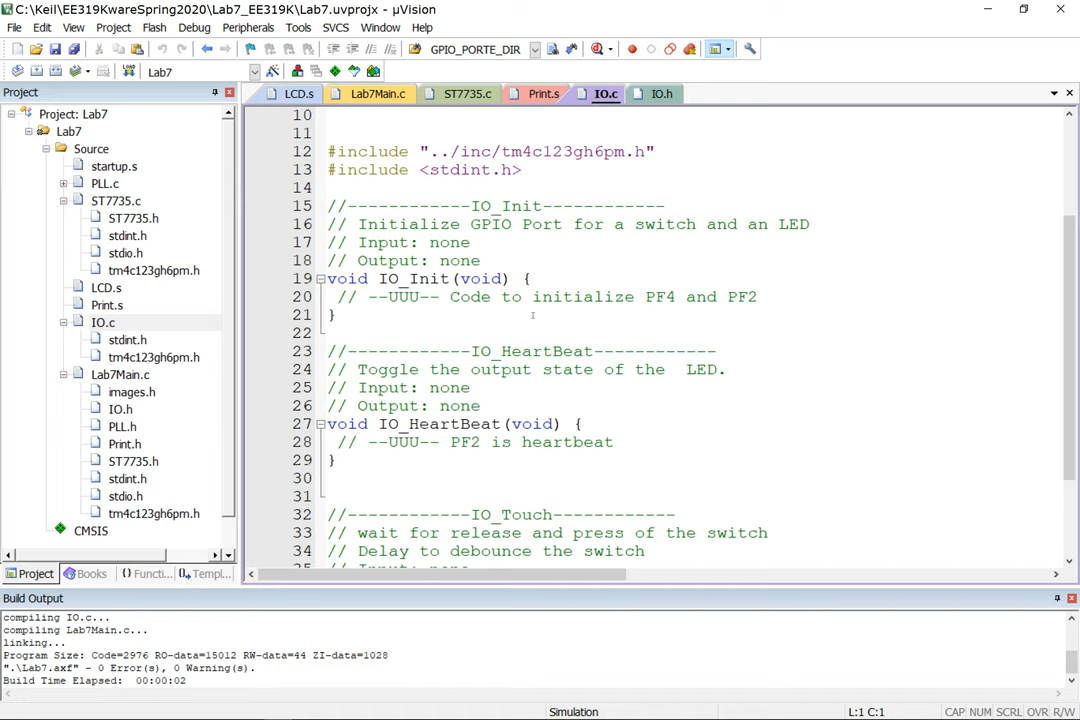 C:\Keil\EE319KwareSpring2020\Lab7_EE319K\Lab7.uvprojx - µVision
File Edit View Project Flash Debug Peripherals Tools SVCS Window Help
GPIO_PORTE_DIR
Lab7
Project
LCD.s Lab7Main.c ST7735.c Print.s IO.c IO.h
Project: Lab7
Lab7
Source
startup.s
PLL.c
ST7735.c
ST7735.h
stdint.h
stdio.h
tm4c123gh6pm.h
LCD.s
Print.s
IO.c
stdint.h
tm4c123gh6pm.h
Lab7Main.c
images.h
IO.h
PLL.h
Print.h
ST7735.h
stdint.h
stdio.h
tm4c123gh6pm.h
CMSIS
Project Books Functi... Templ...
10
11
12 #include "../inc/tm4c123gh6pm.h"
13 #include <stdint.h>
14
15 //------------IO_Init------------
16 // Initialize GPIO Port for a switch and an LED
17 // Input: none
18 // Output: none
19 void IO_Init(void) {
20 // --UUU-- Code to initialize PF4 and PF2
21 }
22
23 //------------IO_HeartBeat------------
24 // Toggle the output state of the  LED.
25 // Input: none
26 // Output: none
27 void IO_HeartBeat(void) {
28 // --UUU-- PF2 is heartbeat
29 }
30
31
32 //------------IO_Touch------------
33 // wait for release and press of the switch
34 // Delay to debounce the switch
35 // Input: none
Build Output
compiling IO.c...
compiling Lab7Main.c...
linking...
Program Size: Code=2976 RO-data=15012 RW-data=44 ZI-data=1028
".\Lab7.axf" - 0 Error(s), 0 Warning(s).
Build Time Elapsed:  00:00:02
Simulation L:1 C:1 CAP NUM SCRL OVR R/W